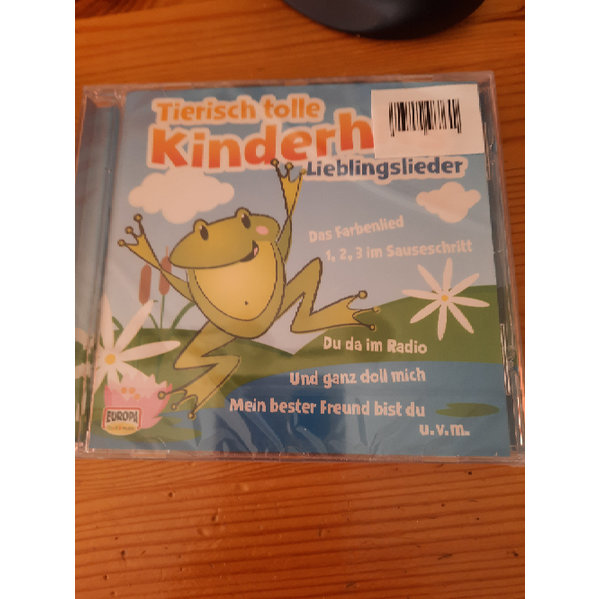 Tierisch tolle
Kinderh
Lieblingslieder
Das Farbenlied
1, 2, 3 im Sauseschritt
Du da im Radio
Und ganz doll mich
Mein bester Freund bist du
u.v.m.
EUROPA